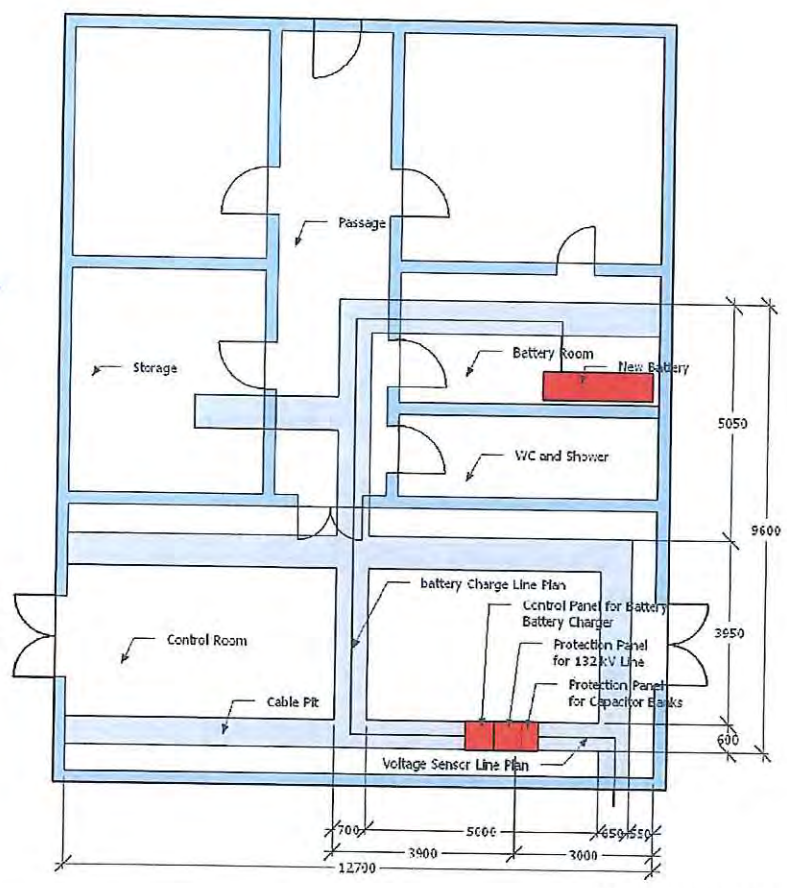 Passage
Storage
Battery Room
New Battery
WC and Shower
5050
9600
battery Charge Line Plan
Control Panel for Battery
Battery Charger
Control Room
Protection Panel
for 132 kV Line
3950
Protection Panel
for Capacitor Banks
Cable Pit
600
Voltage Sensor Line Plan
700
5000
650
550
3900
3000
12700